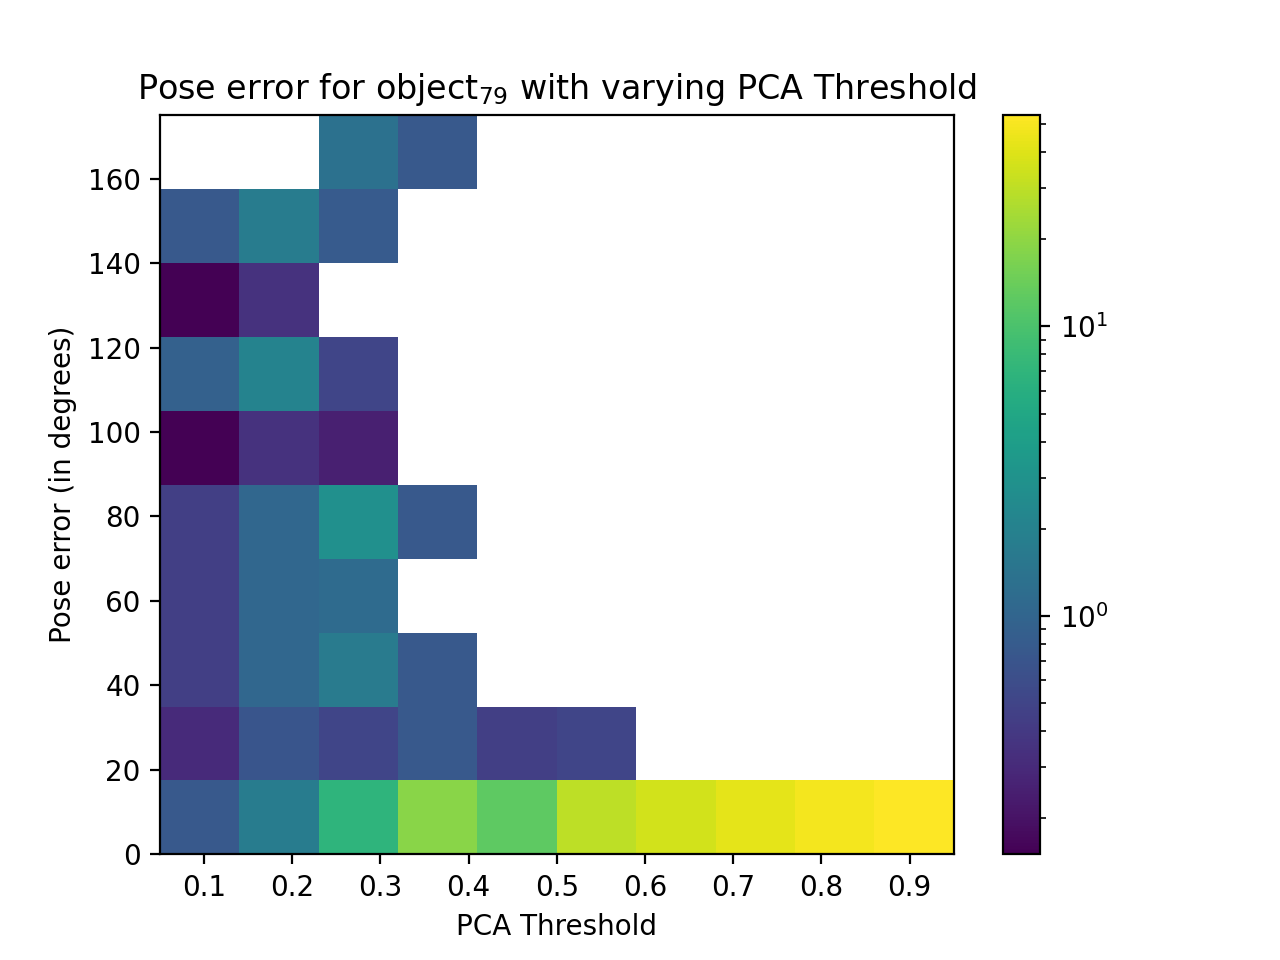 Pose error for object₇₉ with varying PCA Threshold
160
140
120
100
80
60
40
20
0
Pose error (in degrees)
0.1 0.2 0.3 0.4 0.5 0.6 0.7 0.8 0.9
PCA Threshold
10¹
10⁰